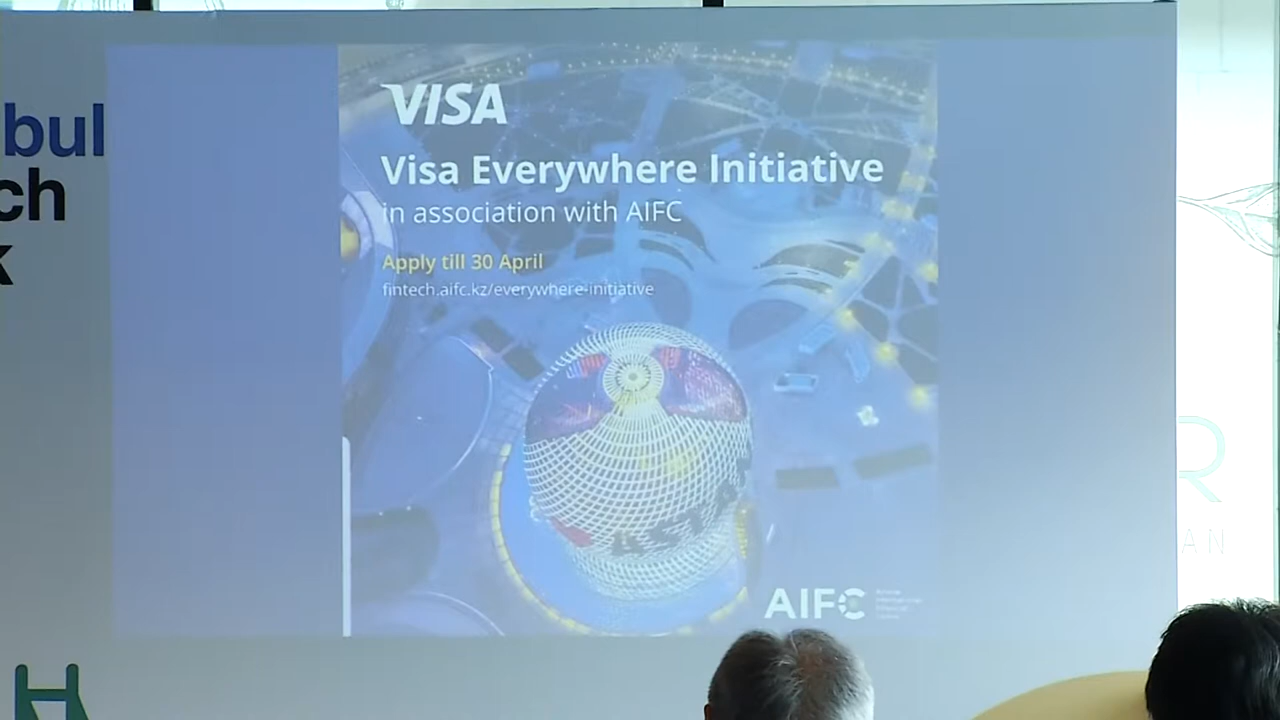 bul
ch
k
VISA
Visa Everywhere Initiative
in association with AIFC
Apply till 30 April
fintech.aifc.kz/everywhere-initiative
AIFC
R
AN